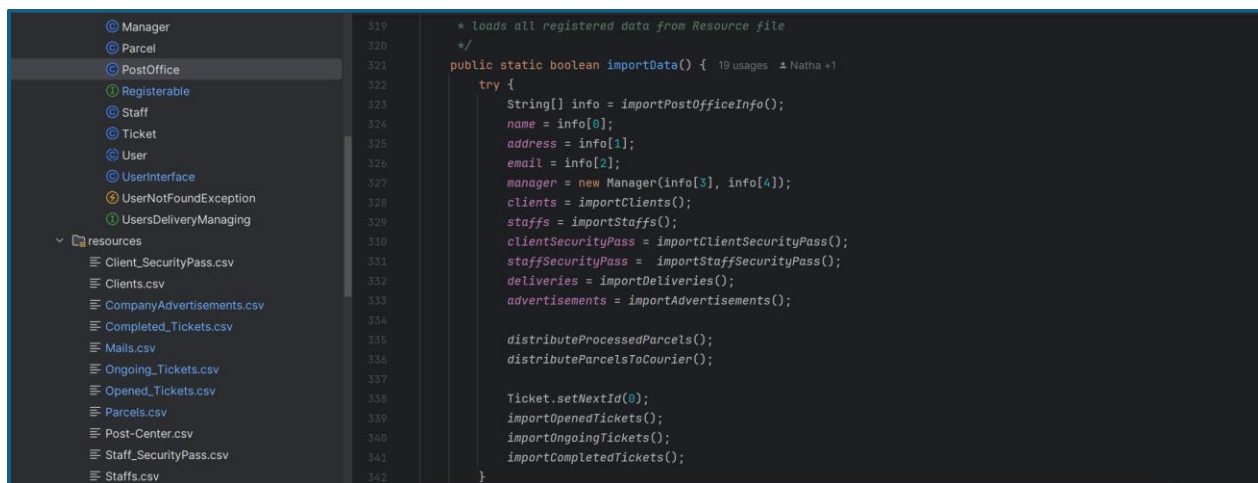 Manager
Parcel
PostOffice
Registerable
Staff
Ticket
User
UserInterface
UserNotFoundException
UsersDeliveryManaging
resources
Client_SecurityPass.csv
Clients.csv
CompanyAdvertisements.csv
Completed_Tickets.csv
Mails.csv
Ongoing_Tickets.csv
Opened_Tickets.csv
Parcels.csv
Post-Center.csv
Staff_SecurityPass.csv
Staffs.csv
319 * loads all registered data from Resource file
320 */
321 public static boolean importData() { 19 usages Natha +1
322 try {
323 String[] info = importPostOfficeInfo();
324 name = info[0];
325 address = info[1];
326 email = info[2];
327 manager = new Manager(info[3], info[4]);
328 clients = importClients();
329 staffs = importStaffs();
330 clientSecurityPass = importClientSecurityPass();
331 staffSecurityPass = importStaffSecurityPass();
332 deliveries = importDeliveries();
333 advertisements = importAdvertisements();
334
335 distributeProcessedParcels();
336 distributeParcelsToCourier();
337
338 Ticket.setNextId(0);
339 importOpenedTickets();
340 importOngoingTickets();
341 importCompletedTickets();
342 }